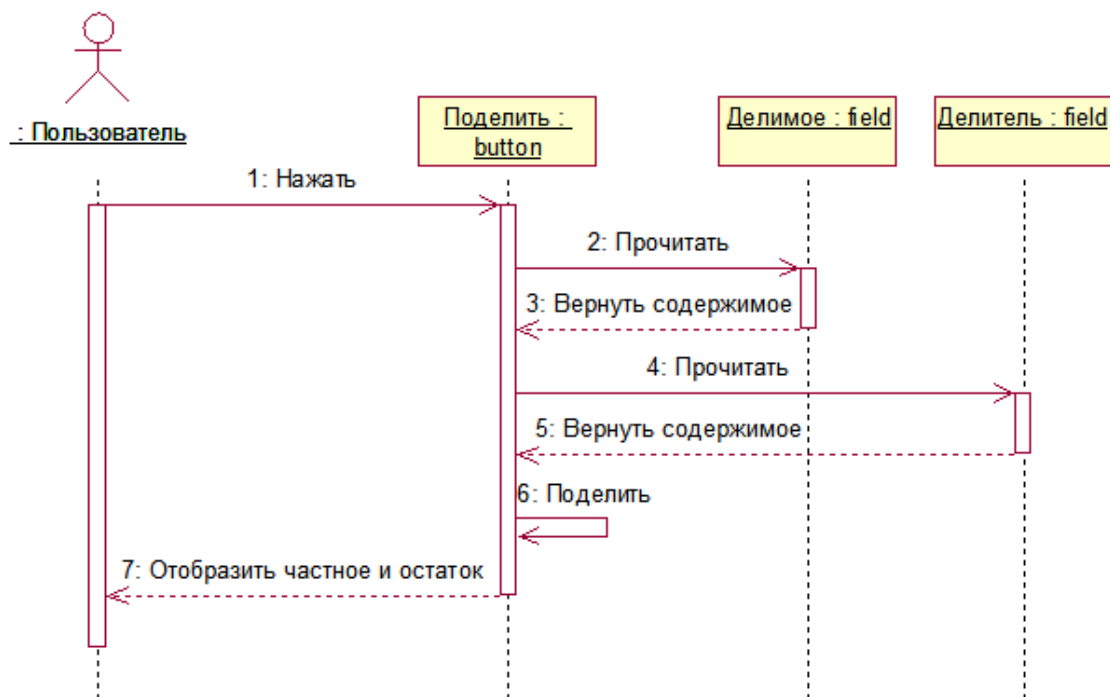 : Пользователь
Поделить :
button
Делимое : field
Делитель : field
1: Нажать
2: Прочитать
3: Вернуть содержимое
4: Прочитать
5: Вернуть содержимое
6: Поделить
7: Отобразить частное и остаток